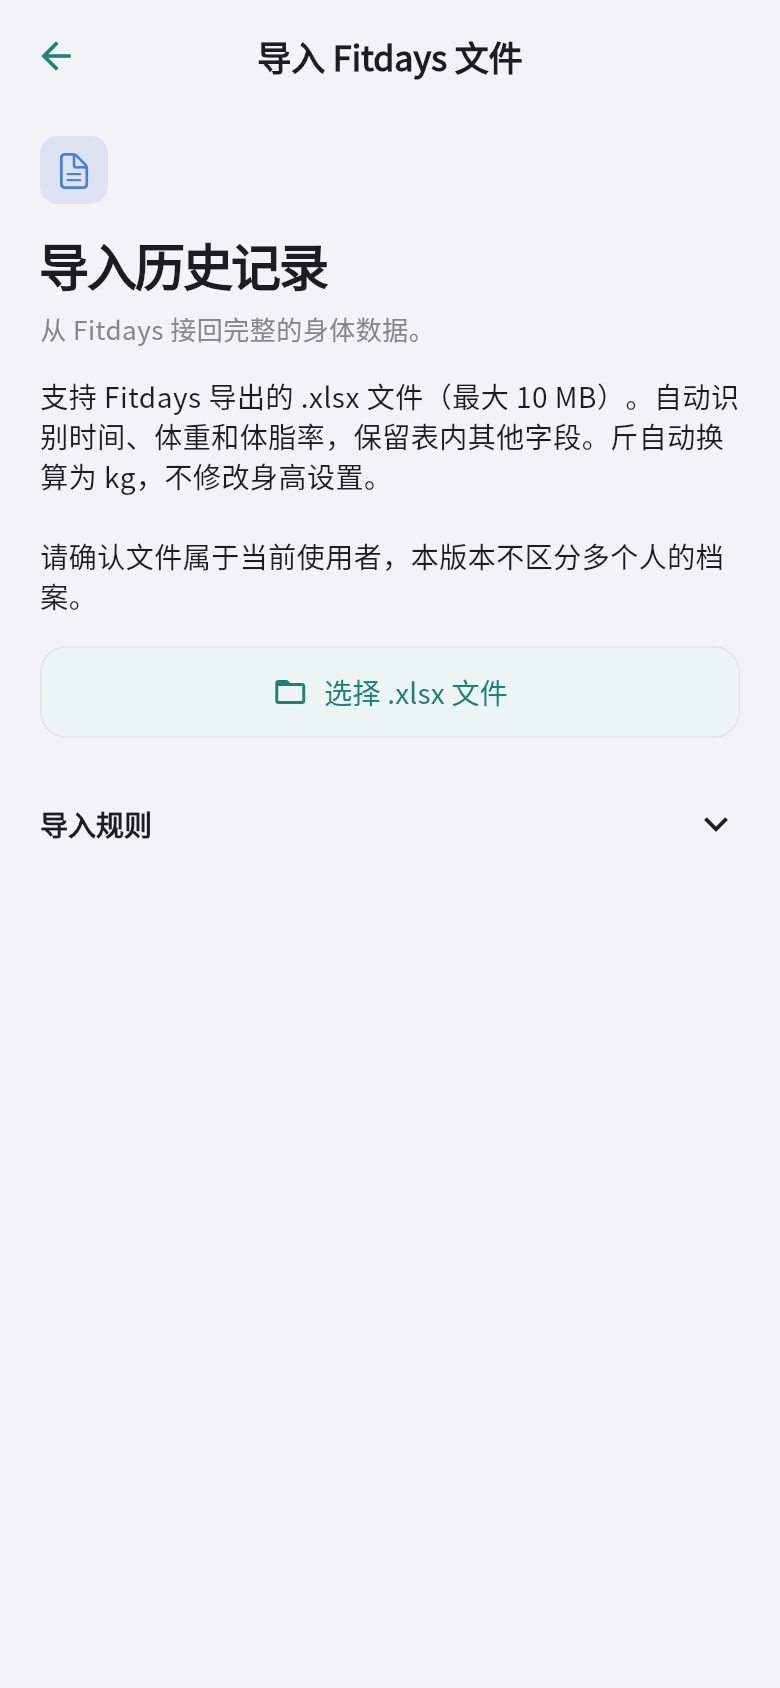 导入 Fitdays 文件
导入历史记录
从 Fitdays 接回完整的身体数据。
支持 Fitdays 导出的 .xlsx 文件（最大 10 MB）。自动识
别时间、体重和体脂率，保留表内其他字段。斤自动换
算为 kg，不修改身高设置。
请确认文件属于当前使用者，本版本不区分多个人的档
案。
选择 .xlsx 文件
导入规则